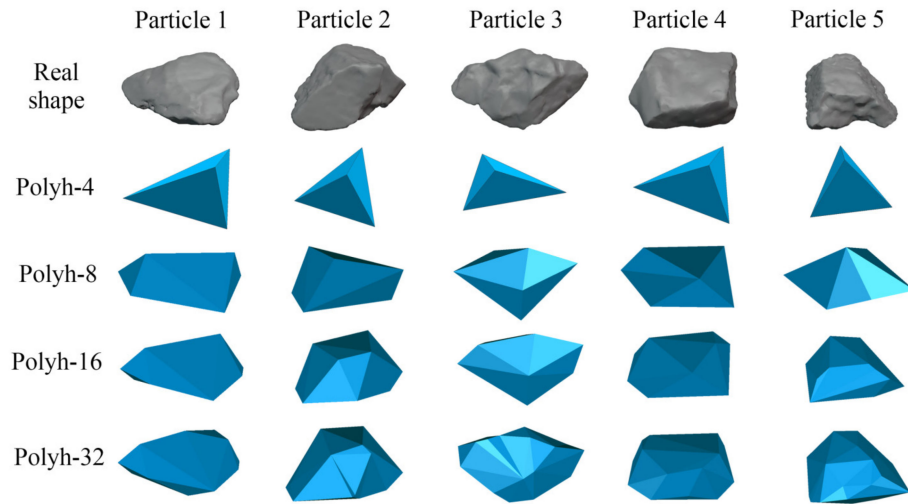 Particle 1 Particle 2 Particle 3 Particle 4 Particle 5
Real
shape
Polyh-4
Polyh-8
Polyh-16
Polyh-32